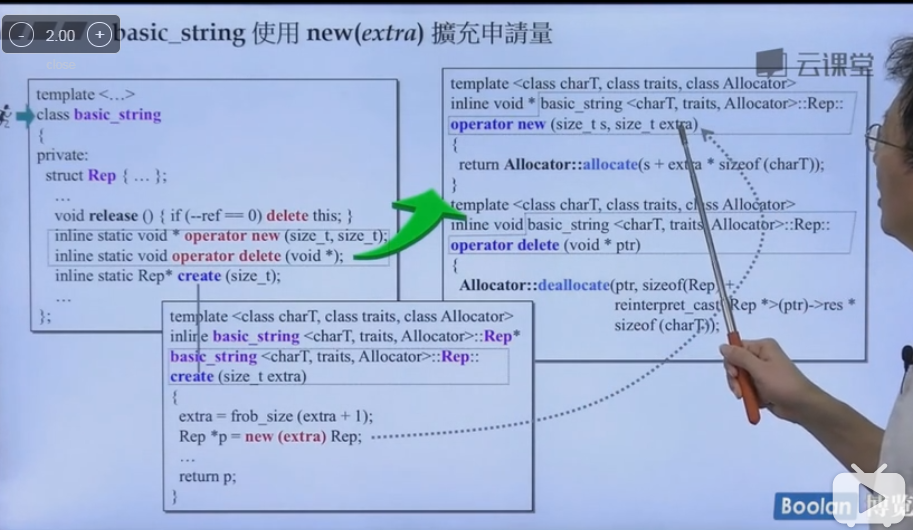 2.00
close
basic_string 使用 new(extra) 擴充申請量
云课堂
template <…>
class basic_string
{
private:
struct Rep { … };
…
void release () { if (--ref == 0) delete this; }
inline static void * operator new (size_t, size_t);
inline static void operator delete (void *);
inline static Rep* create (size_t);
…
};
template <class charT, class traits, class Allocator>
inline void * basic_string <charT, traits, Allocator>::Rep::
operator new (size_t s, size_t extra)
{
return Allocator::allocate(s + extra * sizeof (charT));
}
template <class charT, class traits, class Allocator>
inline void basic_string <charT, traits, Allocator>::Rep::
operator delete (void * ptr)
{
Allocator::deallocate(ptr, sizeof(Rep) +
reinterpret_cast<Rep *>(ptr)->res *
sizeof (charT));
}
template <class charT, class traits, class Allocator>
inline basic_string <charT, traits, Allocator>::Rep*
basic_string <charT, traits, Allocator>::Rep::
create (size_t extra)
{
extra = frob_size (extra + 1);
Rep *p = new (extra) Rep;
…
return p;
}
Boolan 博览